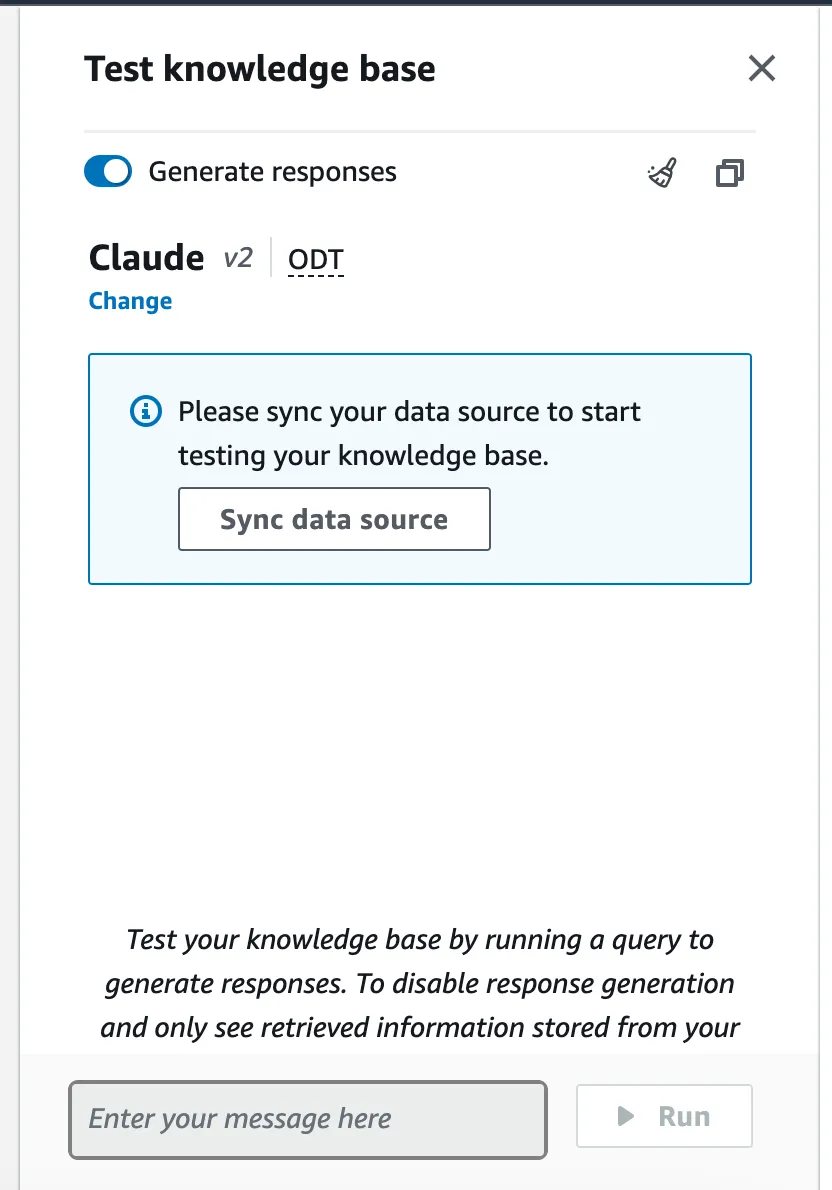 Test knowledge base
Generate responses
Claude v2 ODT
Change
Please sync your data source to start
testing your knowledge base.
Sync data source
Test your knowledge base by running a query to
generate responses. To disable response generation
and only see retrieved information stored from your
Enter your message here
Run